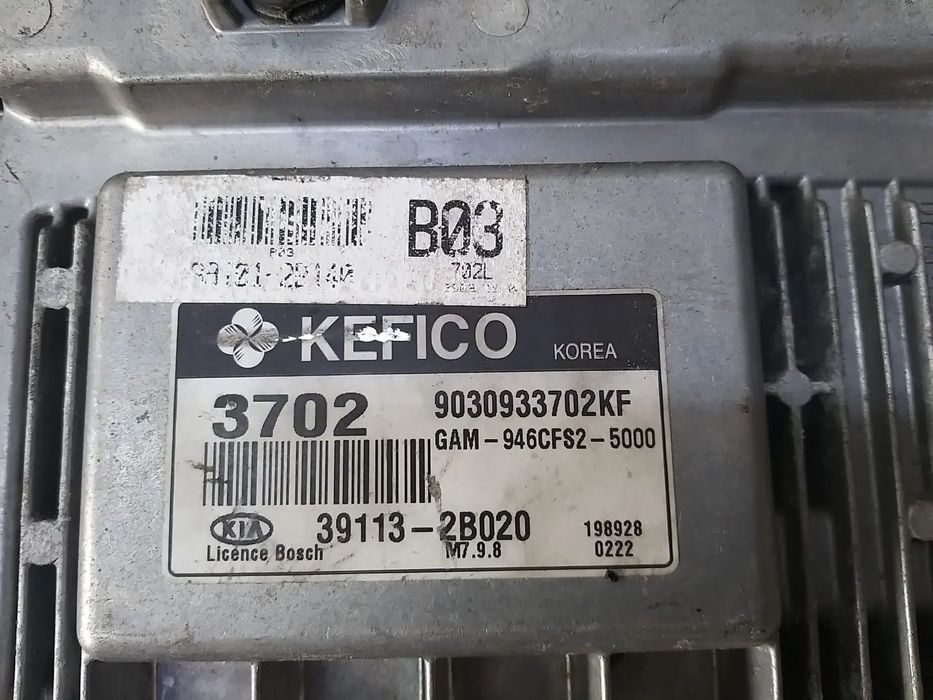 B03
P03
702L
KEFICO
KOREA
3702
9030933702KF
GAM-946CFS2-5000
KIA
39113-2B020
198928
Licence Bosch
M7.9.8
0222